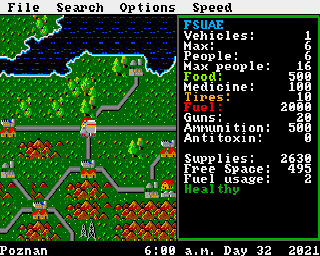 File Search Options Speed
FSUAE
Vehicles: 1
Max: 6
People: 6
Max people: 16
Food: 500
Medicine: 100
Tires: 10
Fuel: 2000
Guns: 20
Ammunition: 500
Antitoxin: 0
Supplies: 2630
Free Space: 495
Fuel usage: 2
Healthy
Poznan 6:00 a.m. Day 32 2021